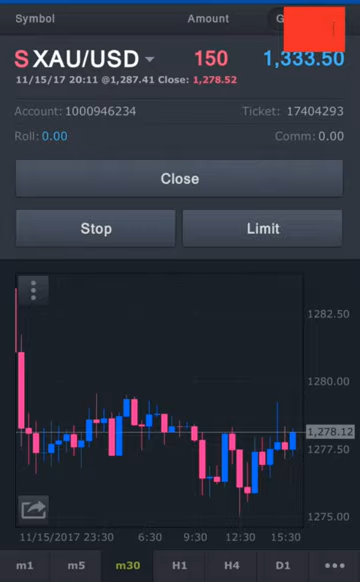 Symbol Amount G
S XAU/USD 150 1,333.50
11/15/17 20:11 @1,287.41 Close: 1,278.52
Account: 1000946234 Ticket: 17404293
Roll: 0.00 Comm: 0.00
Close
Stop Limit
1282.50
1280.00
1,278.12
1277.50
1275.00
11/15/2017 23:30 6:30 9:30 12:30 15:30
m1 m5 m30 H1 H4 D1